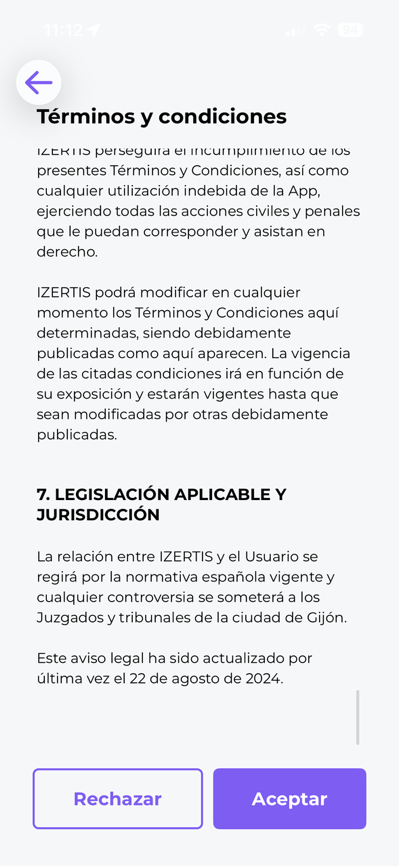 11:12
94
Términos y condiciones
IZERTIS perseguirá el incumplimiento de los
presentes Términos y Condiciones, así como
cualquier utilización indebida de la App,
ejerciendo todas las acciones civiles y penales
que le puedan corresponder y asistan en
derecho.
IZERTIS podrá modificar en cualquier
momento los Términos y Condiciones aquí
determinadas, siendo debidamente
publicadas como aquí aparecen. La vigencia
de las citadas condiciones irá en función de
su exposición y estarán vigentes hasta que
sean modificadas por otras debidamente
publicadas.
7. LEGISLACIÓN APLICABLE Y
JURISDICCIÓN
La relación entre IZERTIS y el Usuario se
regirá por la normativa española vigente y
cualquier controversia se someterá a los
Juzgados y tribunales de la ciudad de Gijón.
Este aviso legal ha sido actualizado por
última vez el 22 de agosto de 2024.
Rechazar
Aceptar